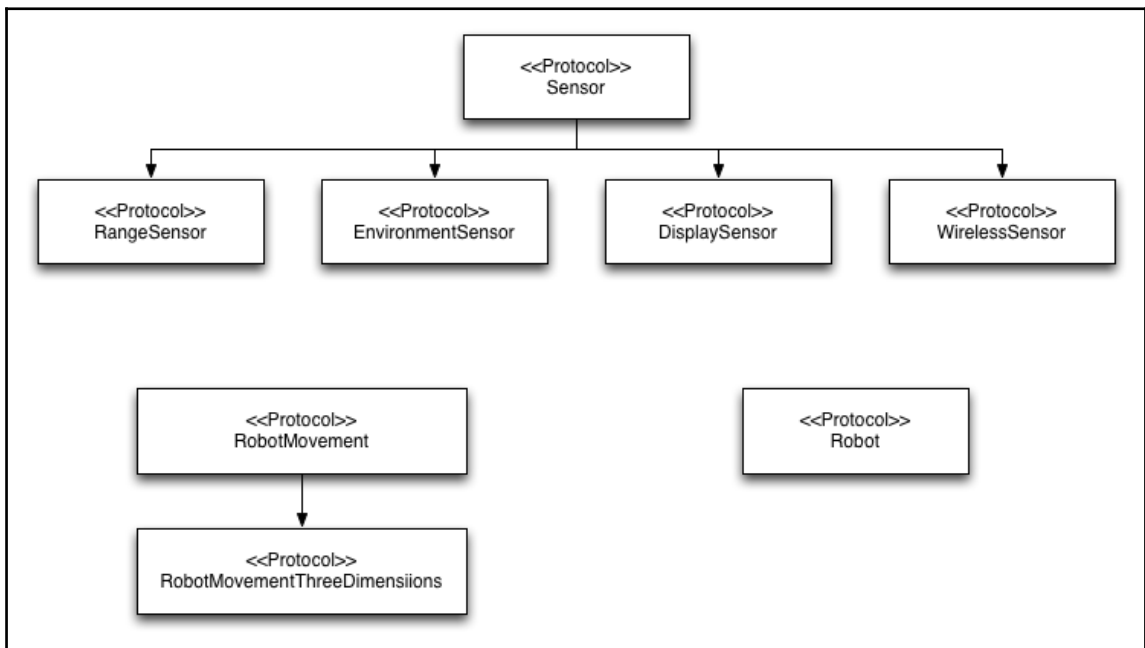 <<Protocol>>
Sensor
<<Protocol>>
RangeSensor
<<Protocol>>
EnvironmentSensor
<<Protocol>>
DisplaySensor
<<Protocol>>
WirelessSensor
<<Protocol>>
RobotMovement
<<Protocol>>
Robot
<<Protocol>>
RobotMovementThreeDimensiions